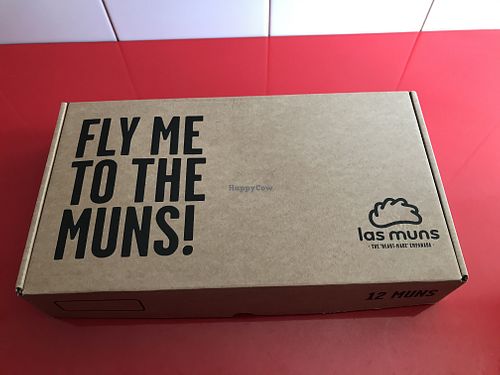 FLY ME
TO THE
MUNS!
HappyCow
las muns
- THE "HEART-MADE" EMPANADA
12 MUNS